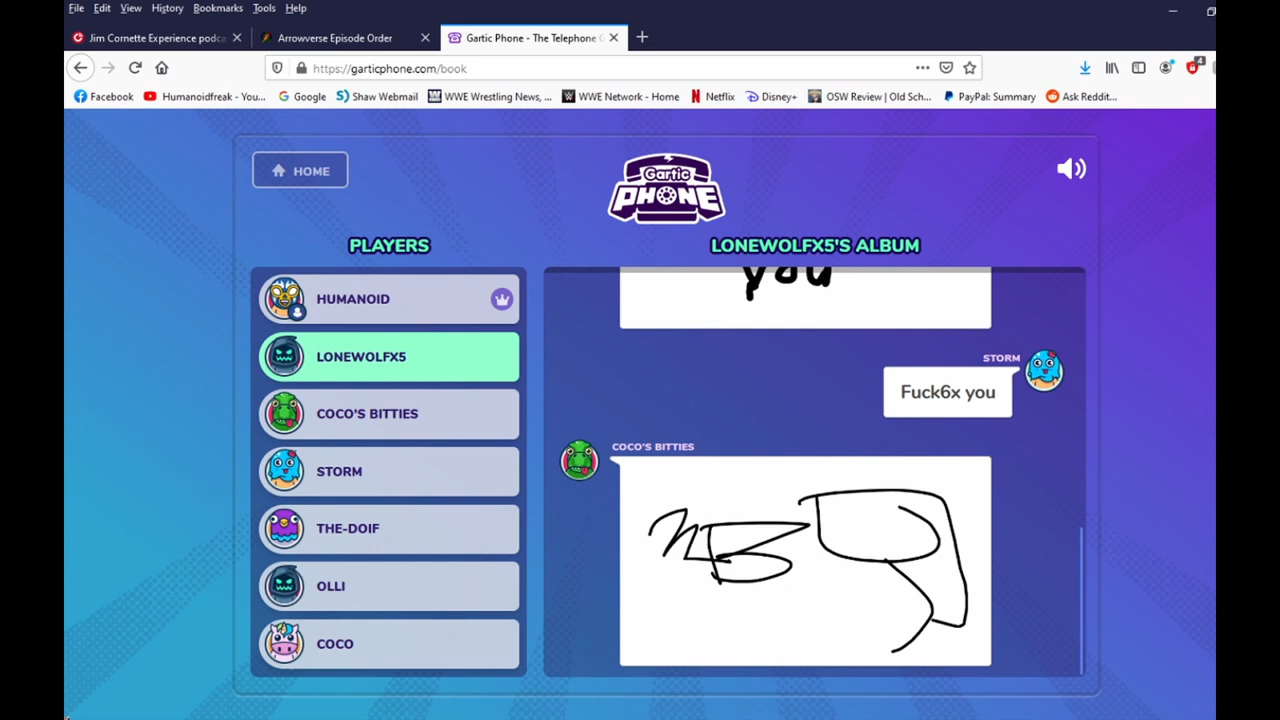 File Edit View History Bookmarks Tools Help
Jim Cornette Experience podca Arrowverse Episode Order Gartic Phone - The Telephone G
https://garticphone.com/book
4
Facebook Humanoidfreak - You... Google Shaw Webmail WWE Wrestling News, ... WWE Network - Home Netflix Disney+ OSW Review | Old Sch... PayPal: Summary Ask Reddit...
HOME
Gartic
PHONE
PLAYERS
LONEWOLFX5'S ALBUM
HUMANOID
LONEWOLFX5
COCO'S BITTIES
STORM
THE-DOIF
OLLI
COCO
you
STORM
Fuck6x you
COCO'S BITTIES